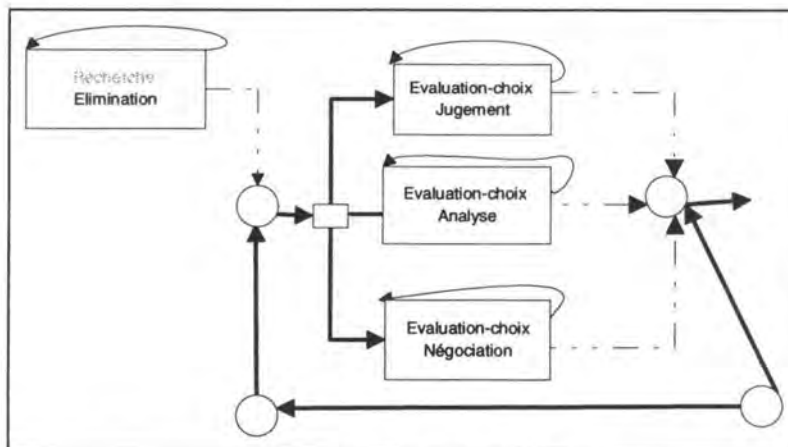 Recherche
Elimination
Evaluation-choix
Jugement
Evaluation-choix
Analyse
Evaluation-choix
Négociation